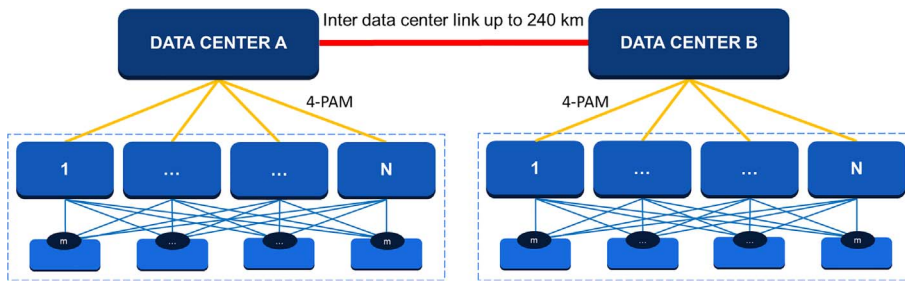 Inter data center link up to 240 km
DATA CENTER A
DATA CENTER B
4-PAM
4-PAM
1
...
...
N
1
...
...
N
m
...
...
m
m
...
...
m